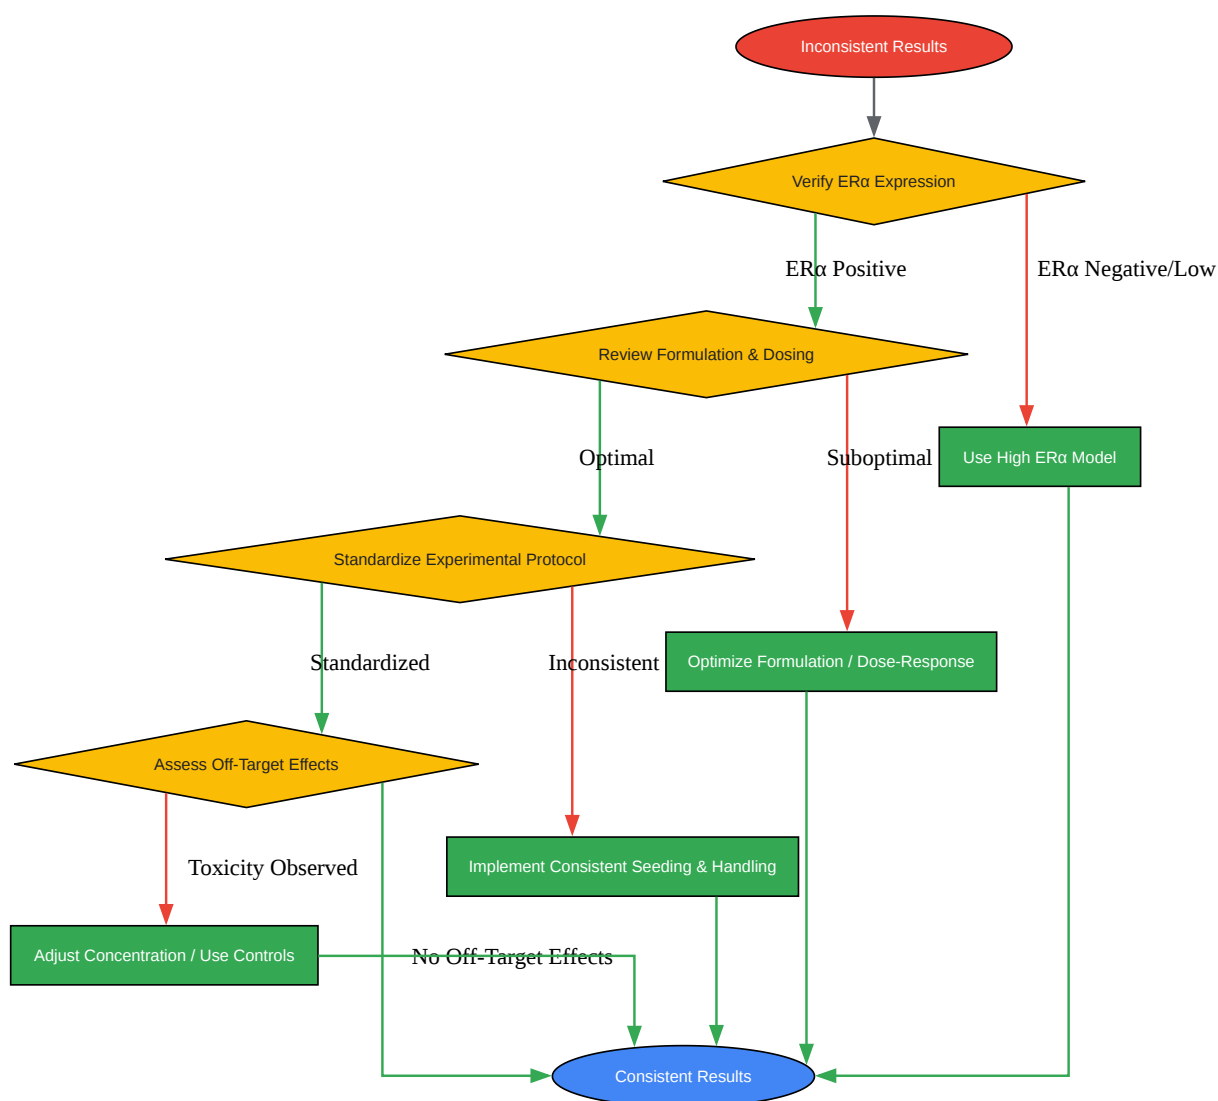 Inconsistent Results
Verify ERα Expression
ERα Positive
ERα Negative/Low
Review Formulation & Dosing
Optimal
Suboptimal
Use High ERα Model
Standardize Experimental Protocol
Standardized
Inconsistent
Optimize Formulation / Dose-Response
Assess Off-Target Effects
Toxicity Observed
Implement Consistent Seeding & Handling
Adjust Concentration / Use Controls
No Off-Target Effects
Consistent Results